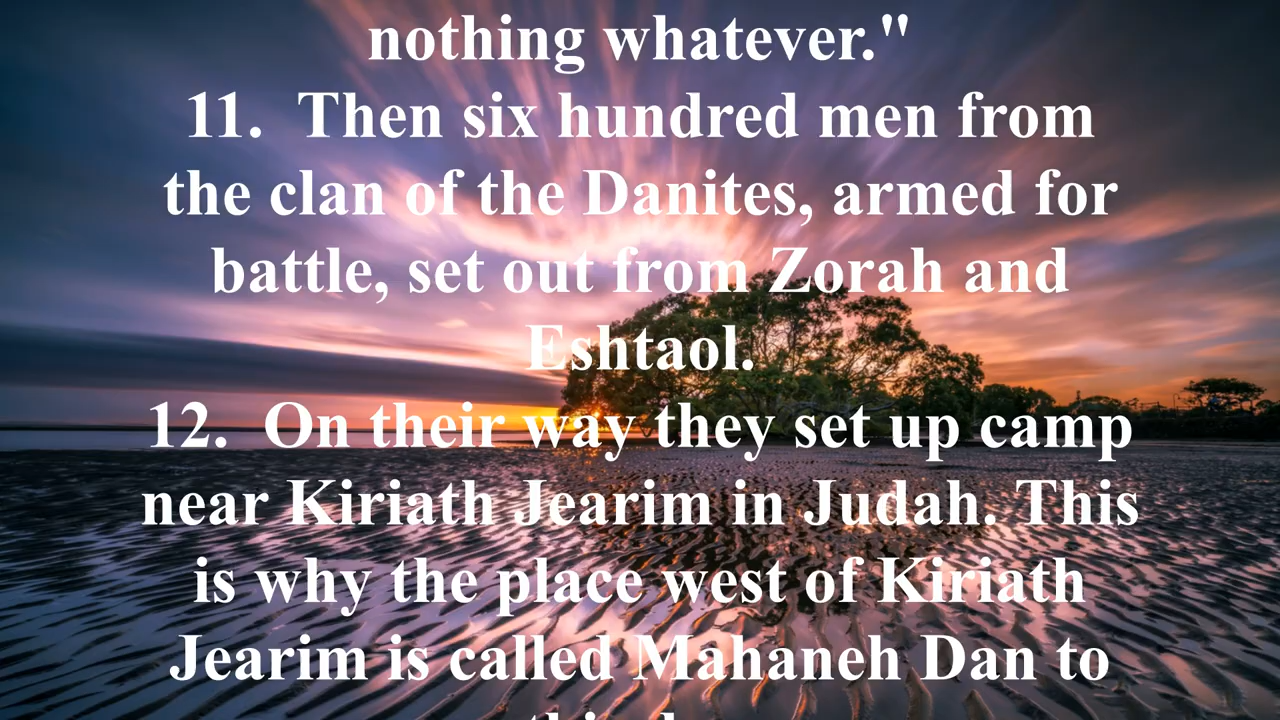 nothing whatever."
11.  Then six hundred men from
the clan of the Danites, armed for
battle, set out from Zorah and
Eshtaol.
12.  On their way they set up camp
near Kiriath Jearim in Judah. This
is why the place west of Kiriath
Jearim is called Mahaneh Dan to